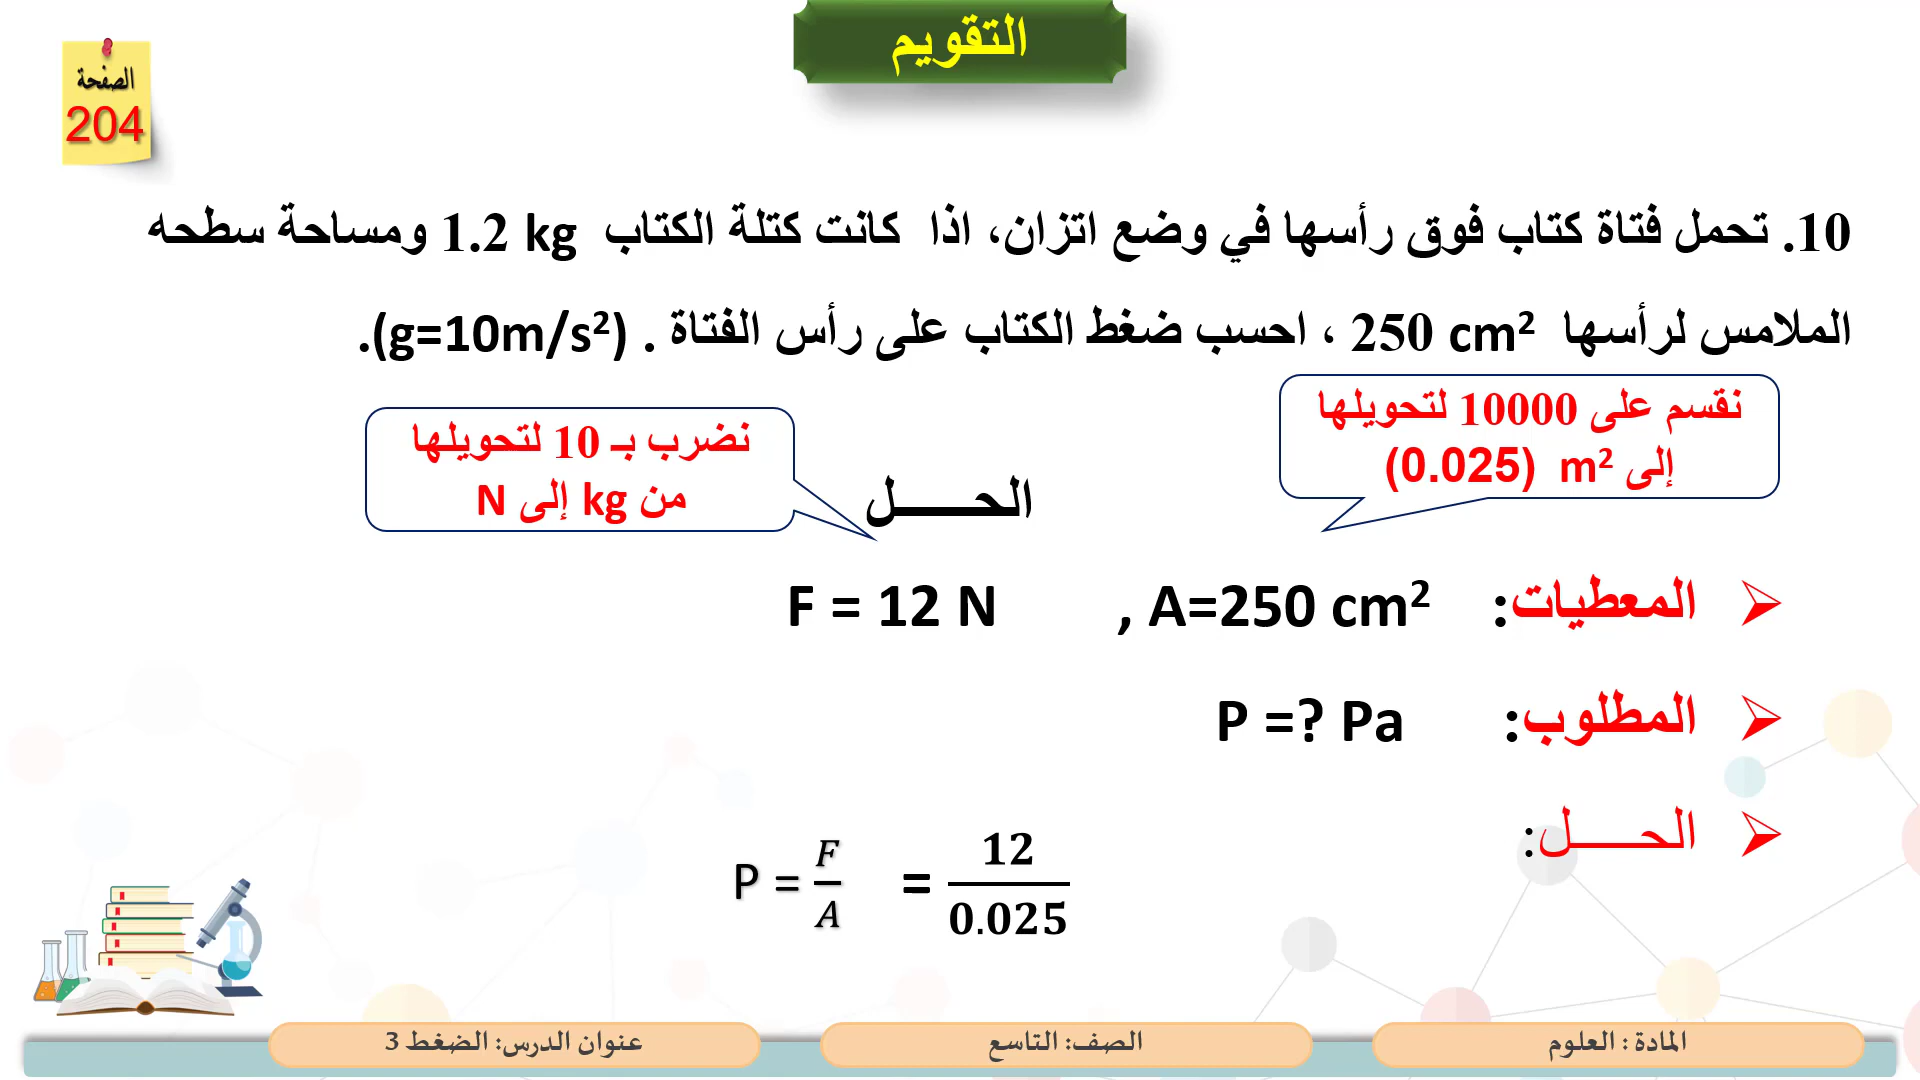 التقويم
الصفحة
204
10. تحمل فتاة كتاب فوق رأسها في وضع اتزان، اذا كانت كتلة الكتاب 1.2 kg ومساحة سطحه
الملامس لرأسها 250 cm² ، احسب ضغط الكتاب على رأس الفتاة . (g=10m/s²).
نقسم على 10000 لتحويلها
إلى m² (0.025)
نضرب بـ 10 لتحويلها
من kg إلى N
الحـــــــل
المعطيات: A=250 cm² , F = 12 N
المطلوب: P =? Pa
الحـــــــل:
P = F/A = 12/0.025
المادة : العلوم
الصف: التاسع
عنوان الدرس: الضغط 3